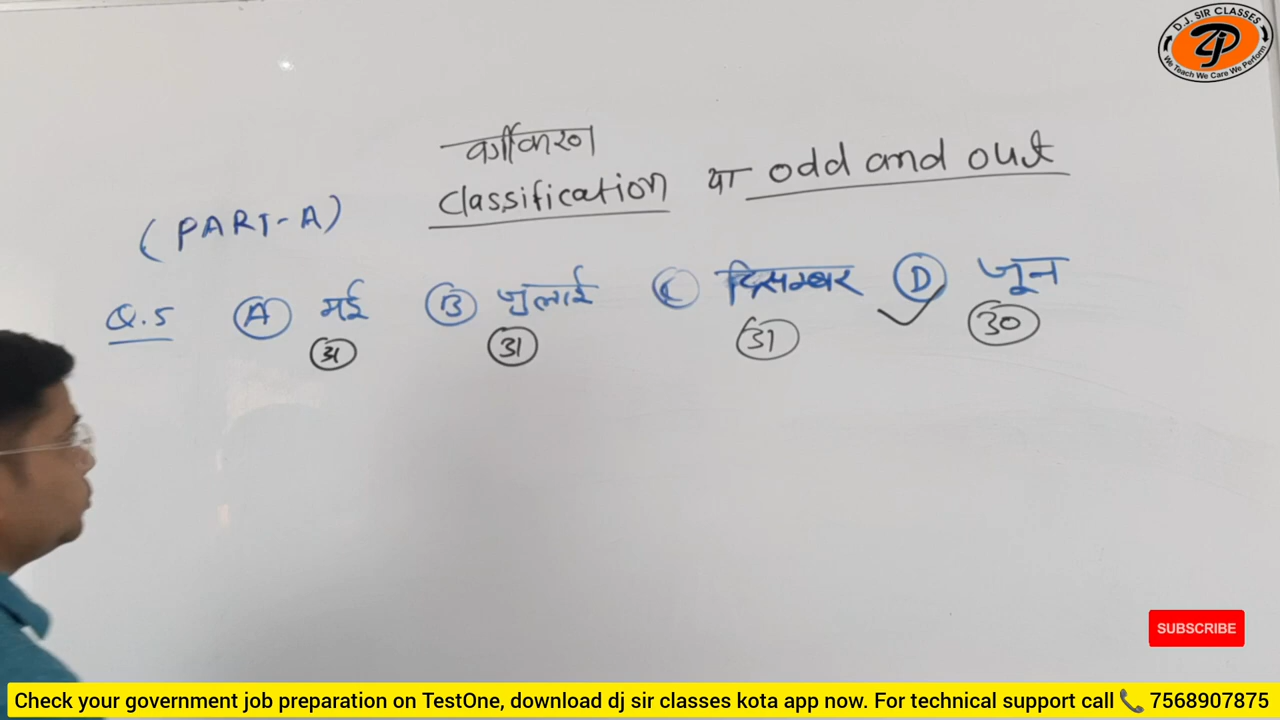 D.J. SIR CLASSES
We Teach We Care We Perform
वर्गीकरण
Classification या odd and out
(PART-A)
Q.5 (A) मई (B) जुलाई (C) दिसम्बर (D) जून
31 31 31 30
SUBSCRIBE
Check your government job preparation on TestOne, download dj sir classes kota app now. For technical support call 📞 7568907875